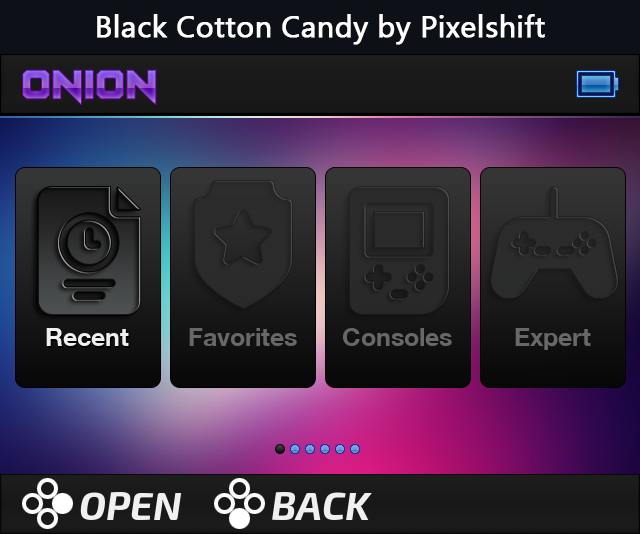 Black Cotton Candy by Pixelshift
ONION
Recent Favorites Consoles Expert
OPEN BACK